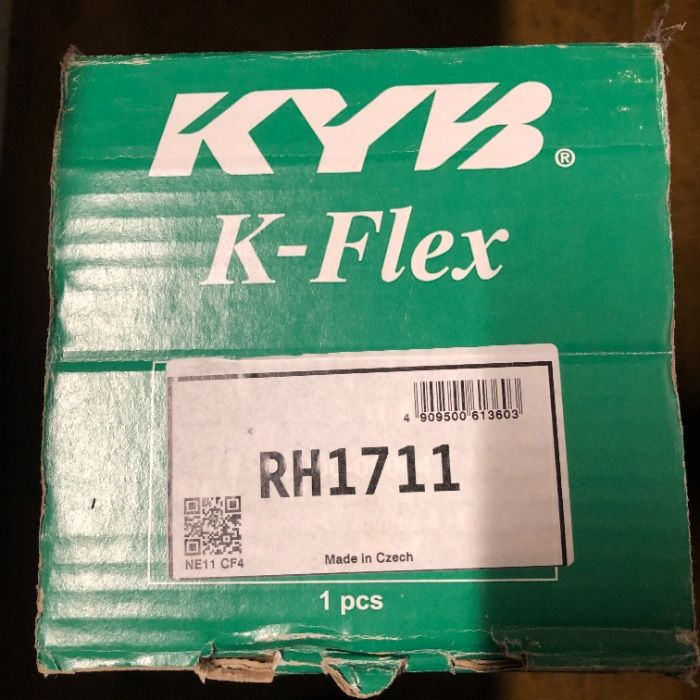 KYB®
K-Flex
4 909500 613603
RH1711
NE11 CF4
Made in Czech
1 pcs